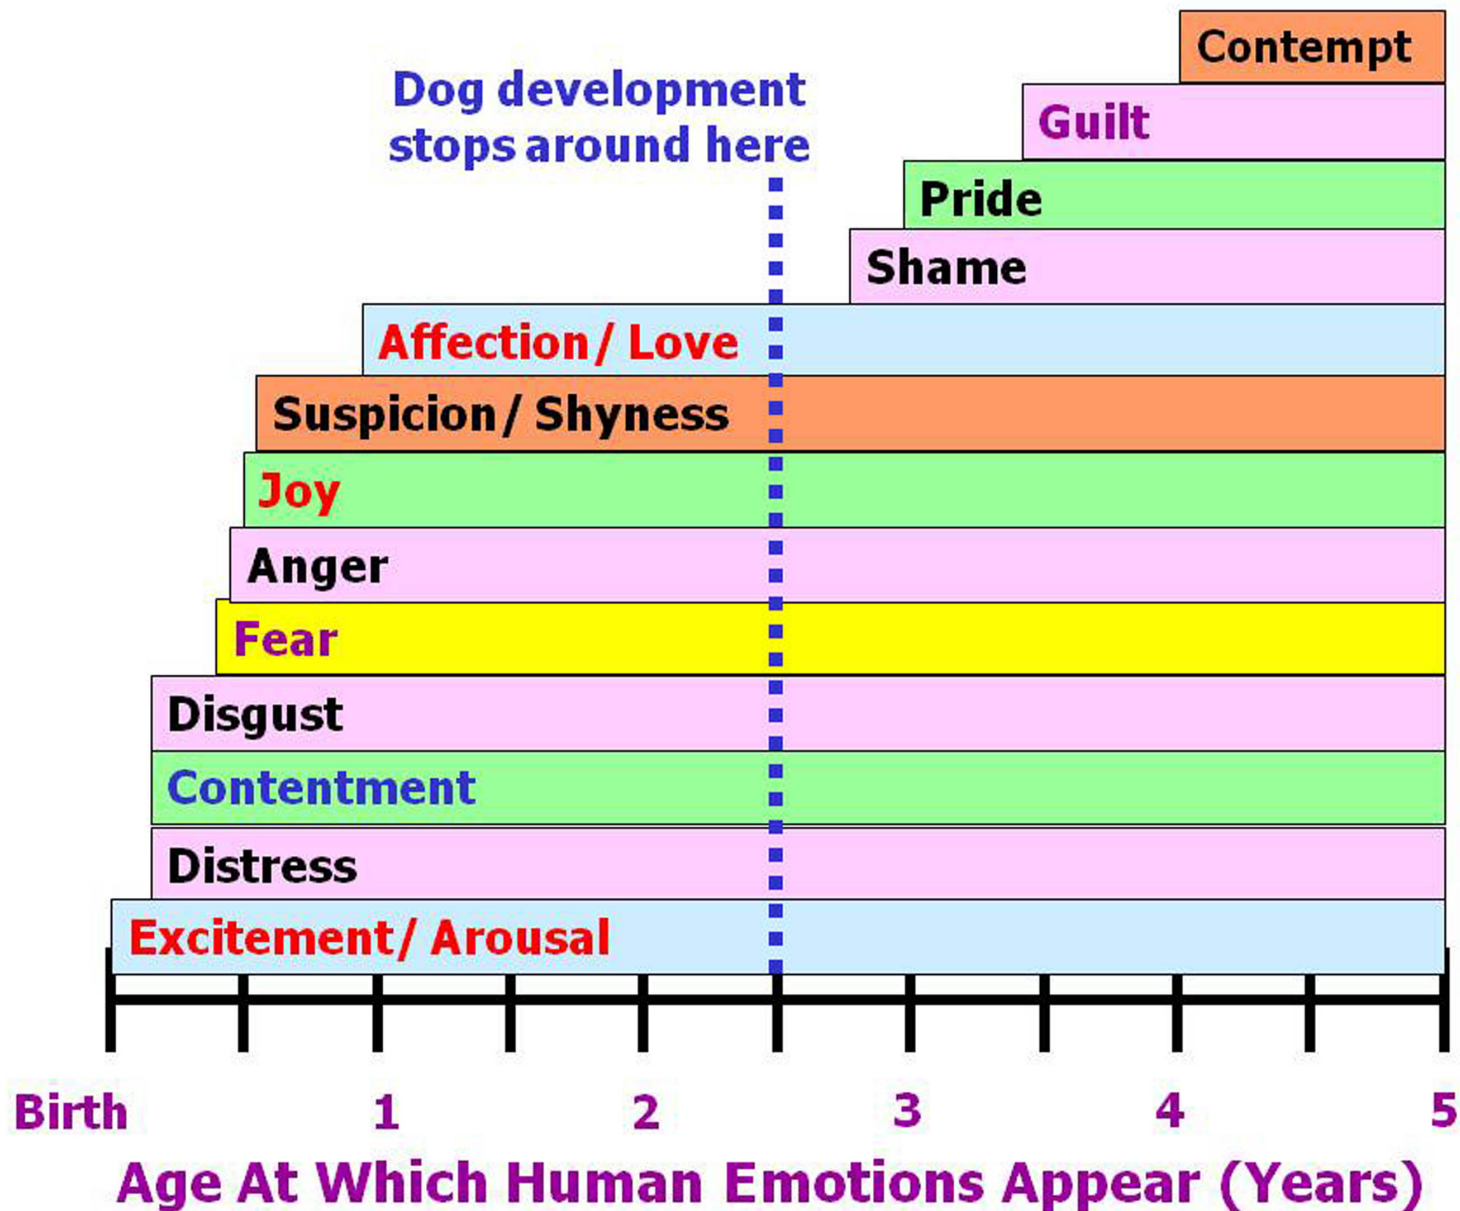 Contempt
Dog development
stops around here
Guilt
Pride
Shame
Affection/ Love
Suspicion/ Shyness
Joy
Anger
Fear
Disgust
Contentment
Distress
Excitement/ Arousal
Birth 1 2 3 4 5
Age At Which Human Emotions Appear (Years)